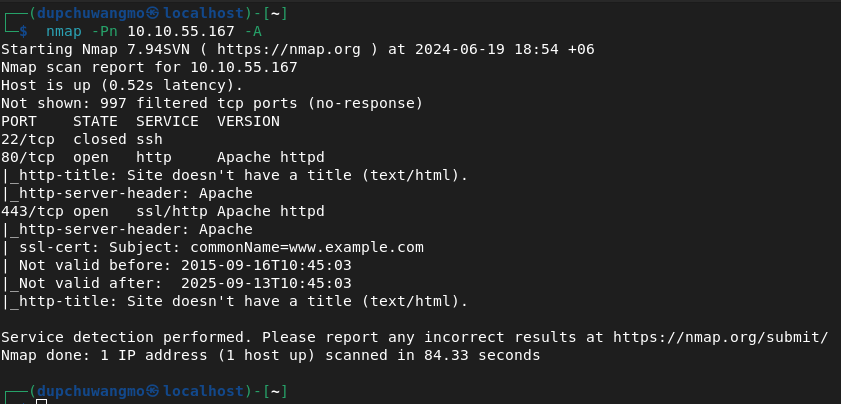 ┌──(dupchuwangmo㉿localhost)-[~]
└─$ nmap -Pn 10.10.55.167 -A
Starting Nmap 7.94SVN ( https://nmap.org ) at 2024-06-19 18:54 +06
Nmap scan report for 10.10.55.167
Host is up (0.52s latency).
Not shown: 997 filtered tcp ports (no-response)
PORT    STATE  SERVICE  VERSION
22/tcp  closed ssh
80/tcp  open   http     Apache httpd
|_http-title: Site doesn't have a title (text/html).
|_http-server-header: Apache
443/tcp open   ssl/http Apache httpd
|_http-server-header: Apache
| ssl-cert: Subject: commonName=www.example.com
| Not valid before: 2015-09-16T10:45:03
|_Not valid after:  2025-09-13T10:45:03
|_http-title: Site doesn't have a title (text/html).

Service detection performed. Please report any incorrect results at https://nmap.org/submit/
Nmap done: 1 IP address (1 host up) scanned in 84.33 seconds

┌──(dupchuwangmo㉿localhost)-[~]